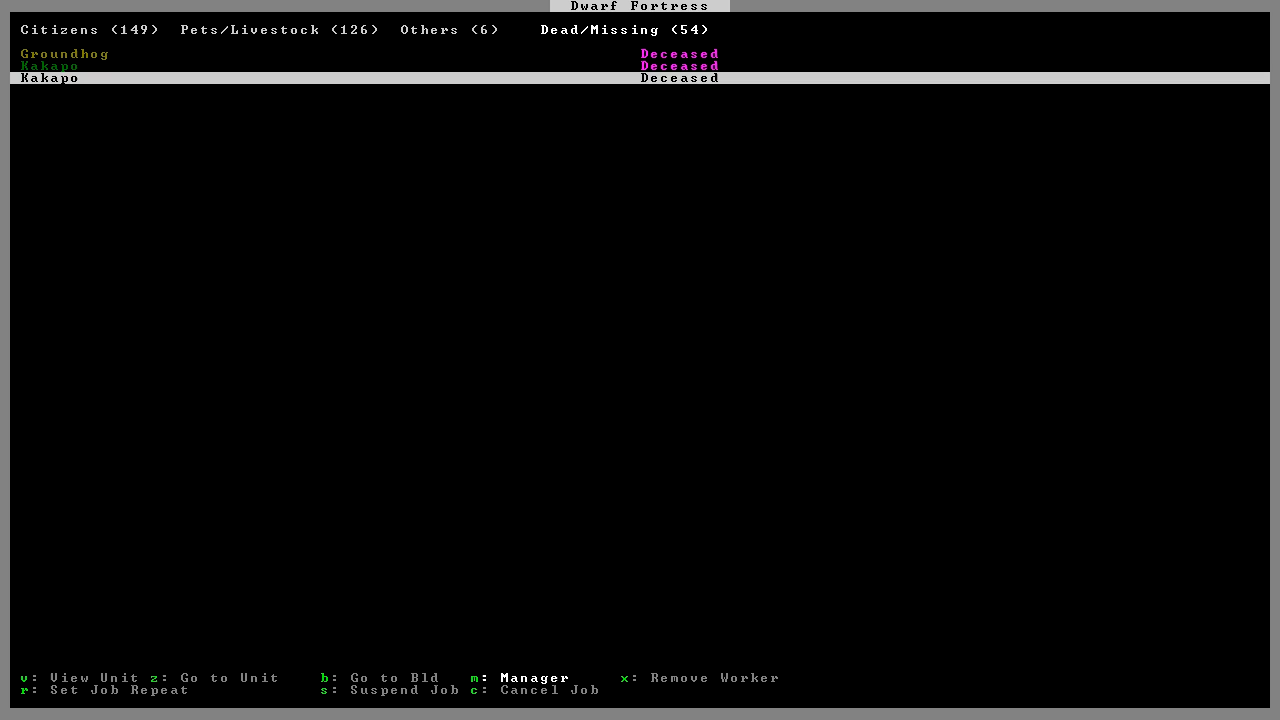 Dwarf Fortress
Citizens (149) Pets/Livestock (126) Others (6) Dead/Missing (54)
Groundhog Deceased
Kakapo Deceased
Kakapo Deceased
v: View Unit z: Go to Unit b: Go to Bld m: Manager x: Remove Worker
r: Set Job Repeat s: Suspend Job c: Cancel Job